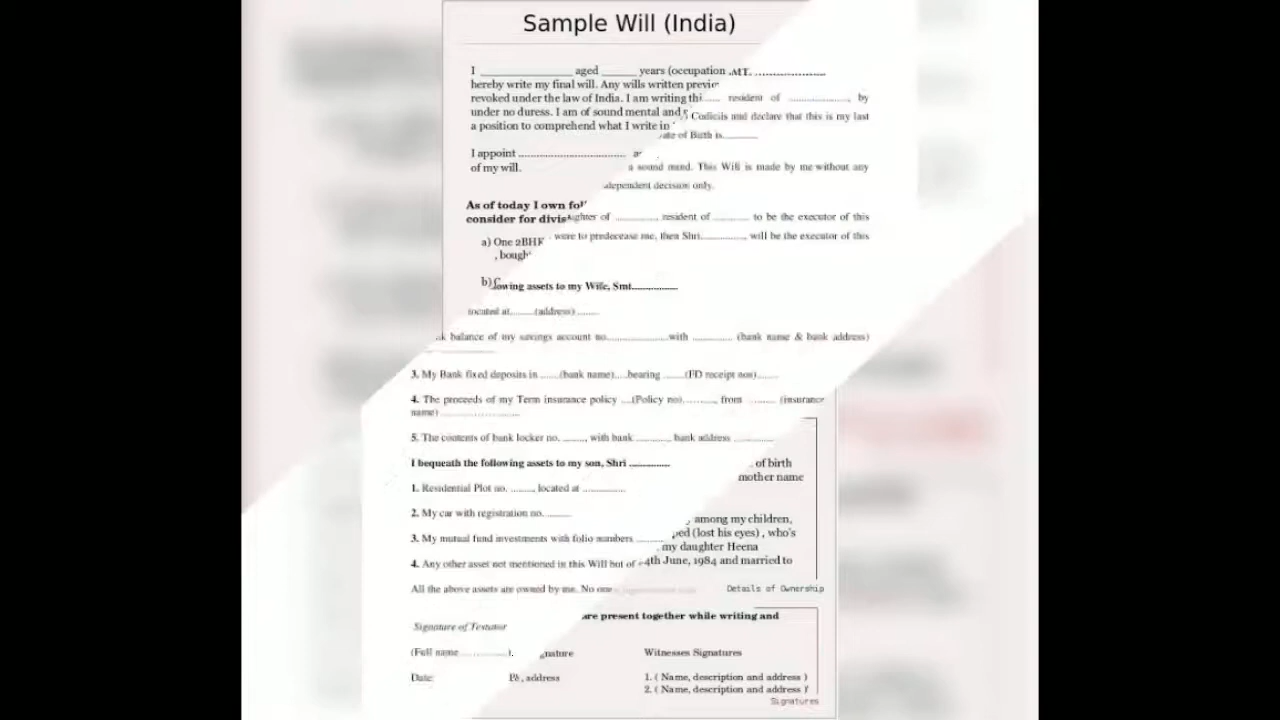 Sample Will (India)
I ______________ aged _____ years (occupation
.MT. ........................
hereby write my final will. Any wills written
revoked under the law of India. I am writing
resident of ...................., by
under no duress. I am of sound mental and
Codicils and declare that this is my last
a position to comprehend what I write in
of Birth is............
I appoint ....................................
of my will.
a sound mind. This Will is made by me without any
decision only.
As of today I own
consider for
of .............., resident of ............ to be the executor of this
were to predecease me, then Shri.............., will be the executor of this
a) One 2BHK
, bough
b)
assets to my Wife, Smt...............
located at........(address) ........
balance of my savings account no.....................with ............. (bank name & bank address)
3. My Bank fixed deposits in ......(bank name)....bearing .......(FD receipt nos).......
4. The proceeds of my Term insurance policy ....(Policy no).........., from ......... (insurance
name) ..........................
5. The contents of bank locker no. ........, with bank ..........., bank address .............
I bequeath the following assets to my son, Shri ..............
of birth
mother name
1. Residential Plot no. ........, located at ..............
2. My car with registration no. ........
among my children,
(lost his eyes) , who's
3. My mutual fund investments with folio numbers .........
my daughter Heena
4. Any other asset not mentioned in this Will but of
4th June, 1984 and married to
All the above assets are owned by me. No one
Details of Ownership
are present together while writing and
Signature of Testator
(Full name ................).
Witnesses Signatures
Date
, address
1. ( Name, description and address )
2. ( Name, description and address )
Signatures